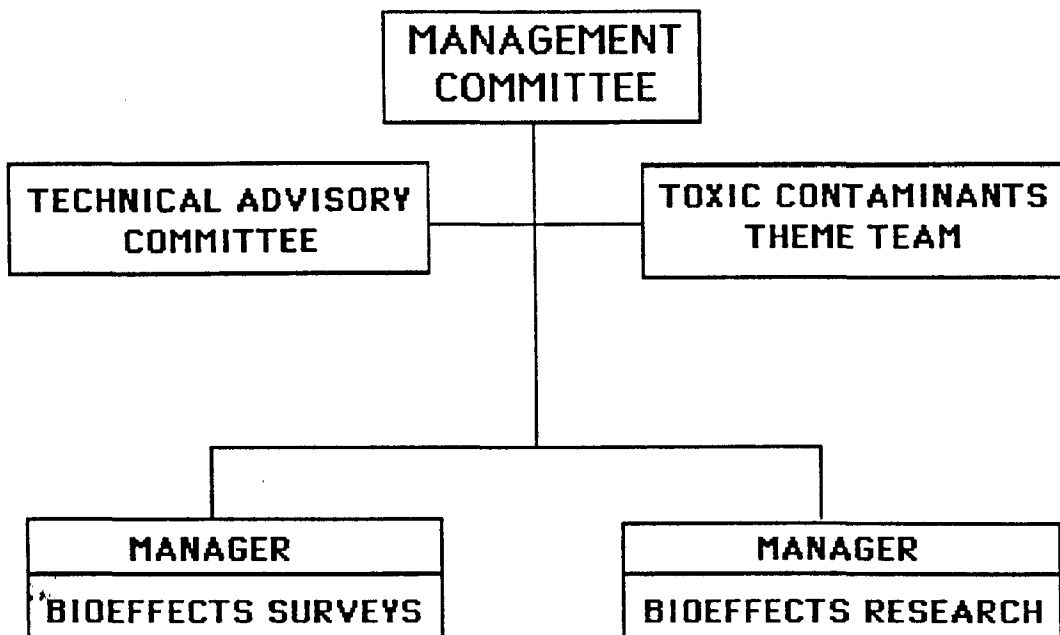 MANAGEMENT
COMMITTEE
TECHNICAL ADVISORY
COMMITTEE
TOXIC CONTAMINANTS
THEME TEAM
MANAGER
BIOEFFECTS SURVEYS
MANAGER
BIOEFFECTS RESEARCH